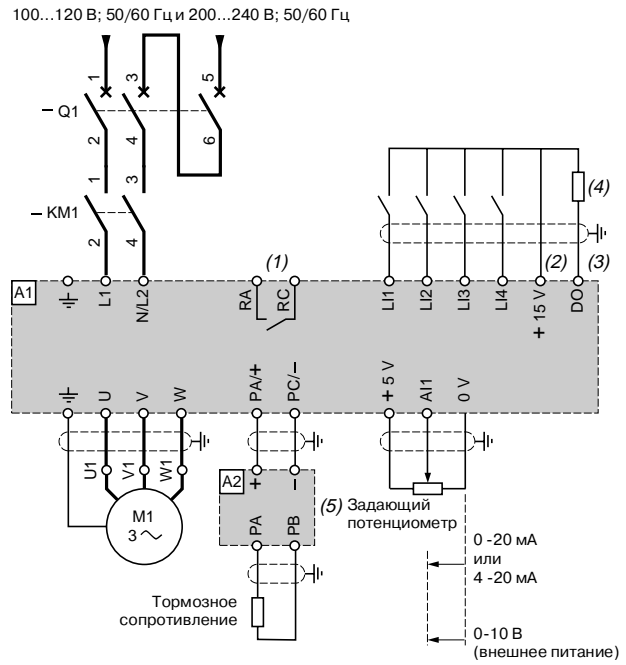 100...120 В; 50/60 Гц и 200...240 В; 50/60 Гц
1 3 5
– Q1
2 4 6
1 3
– KM1
2 4
(4)
(1) (2) (3)
A1
L1 N/L2 RA RC LI1 LI2 LI3 LI4 + 15 V DO
U V W PA/+ PC/– + 5 V AI1 0 V
U1 V1 W1
A2 + –
M1
3 ~
PA PB
(5) Задающий
потенциометр
0 -20 мА
или
4 -20 мА
Тормозное
сопротивление
0-10 В
(внешнее питание)